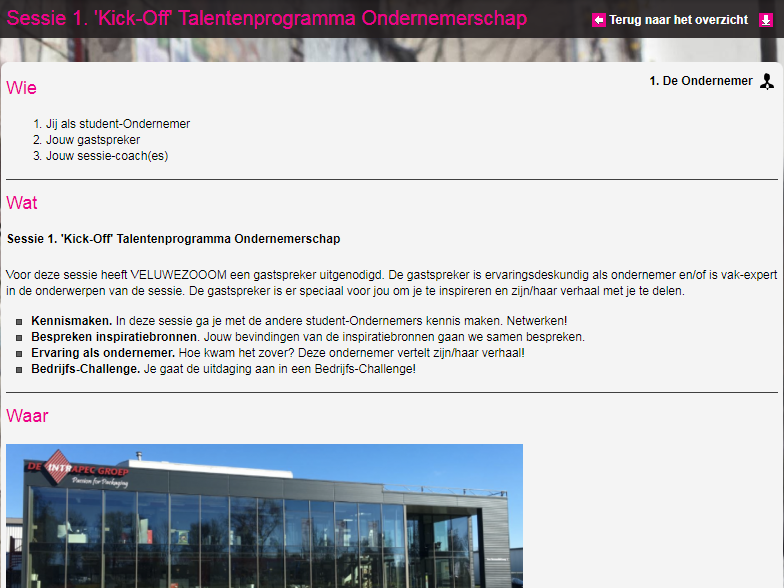 Sessie 1. 'Kick-Off' Talentenprogramma Ondernemerschap
Terug naar het overzicht
1. De Ondernemer
Wie
1. Jij als student-Ondernemer
2. Jouw gastspreker
3. Jouw sessie-coach(es)
Wat
Sessie 1. 'Kick-Off' Talentenprogramma Ondernemerschap
Voor deze sessie heeft VELUWEZOOOM een gastspreker uitgenodigd. De gastspreker is ervaringsdeskundig als ondernemer en/of is vak-expert
in de onderwerpen van de sessie. De gastspreker is er speciaal voor jou om je te inspireren en zijn/haar verhaal met je te delen.
Kennismaken. In deze sessie ga je met de andere student-Ondernemers kennis maken. Netwerken!
Bespreken inspiratiebronnen. Jouw bevindingen van de inspiratiebronnen gaan we samen bespreken.
Ervaring als ondernemer. Hoe kwam het zover? Deze ondernemer vertelt zijn/haar verhaal!
Bedrijfs-Challenge. Je gaat de uitdaging aan in een Bedrijfs-Challenge!
Waar
DE INTRAPEC GROEP
Passion for Packaging